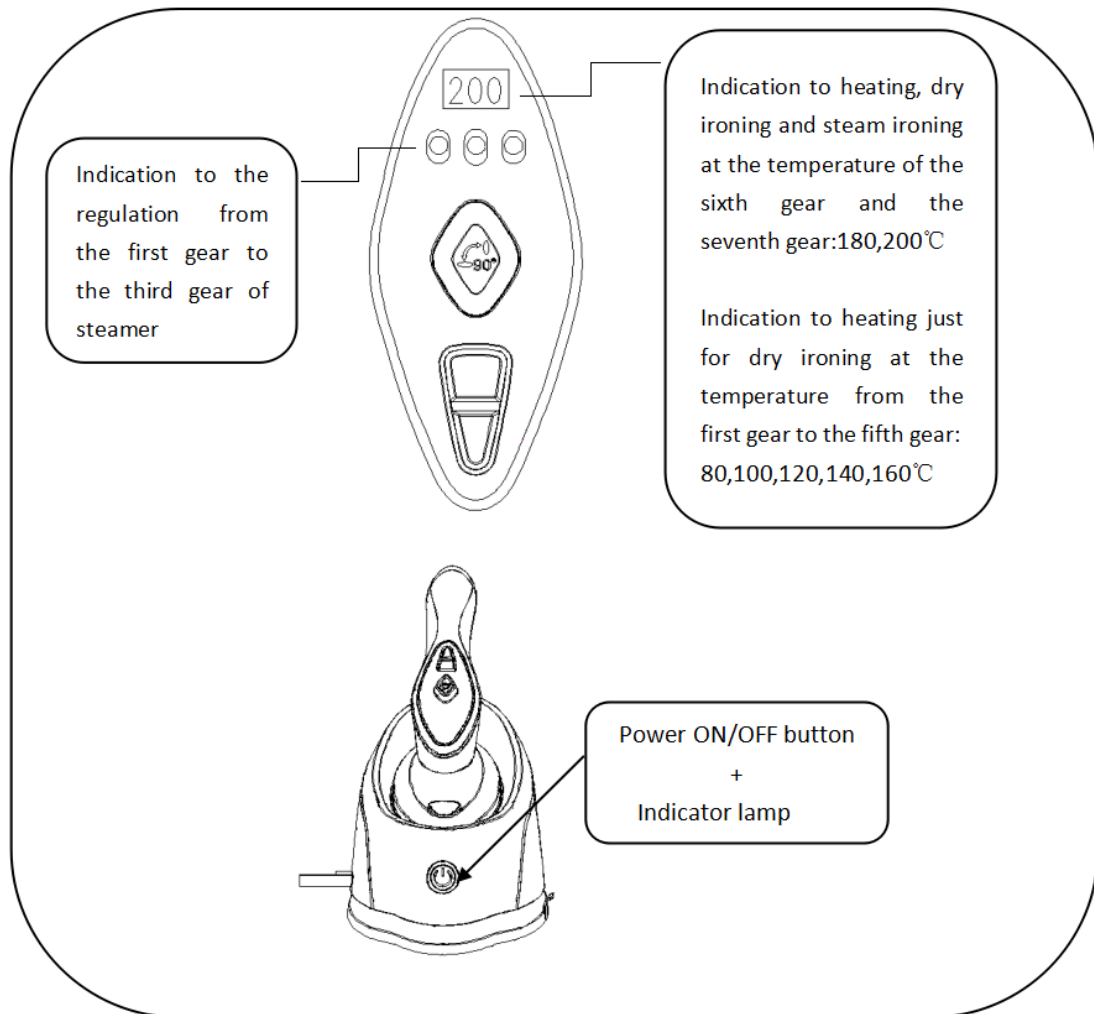 200
Indication to heating, dry
ironing and steam ironing
at the temperature of the
sixth gear and the
seventh gear:180,200℃
Indication to heating just
for dry ironing at the
temperature from the
first gear to the fifth gear:
80,100,120,140,160℃
Indication to the
regulation from
the first gear to
the third gear of
steamer
90°
Power ON/OFF button
+
Indicator lamp